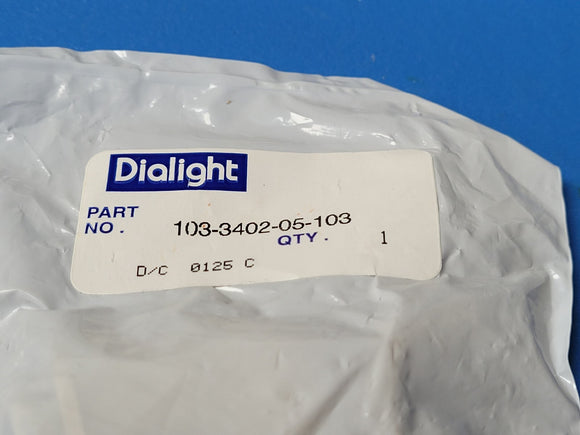 Dialight
PART
NO. 103-3402-05-103
QTY. 1
D/C 0125 C